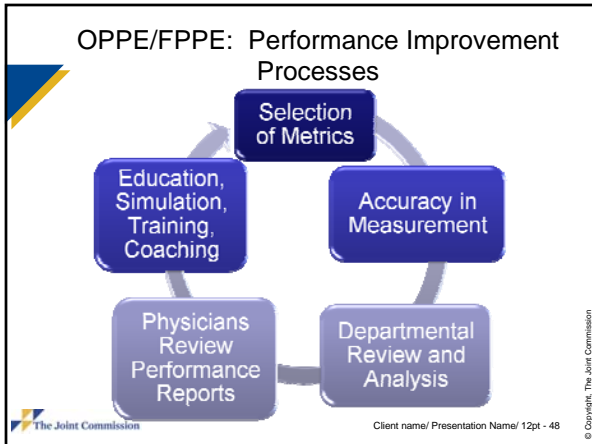 OPPE/FPPE: Performance Improvement
Processes
Selection
of Metrics
Accuracy in
Measurement
Departmental
Review and
Analysis
Physicians
Review
Performance
Reports
Education,
Simulation,
Training,
Coaching
The Joint Commission
Client name/ Presentation Name/ 12pt - 48
© Copyright, The Joint Commission